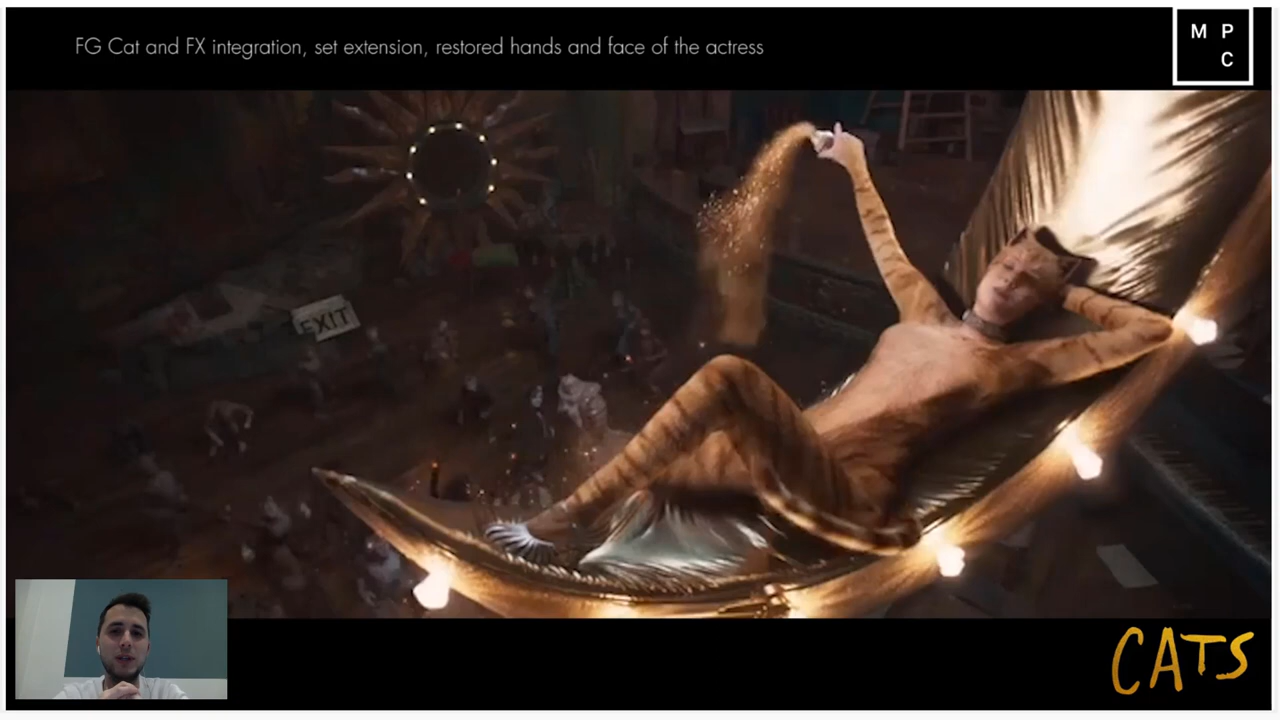 FG Cat and FX integration, set extension, restored hands and face of the actress
M P
C
EXIT
CATS